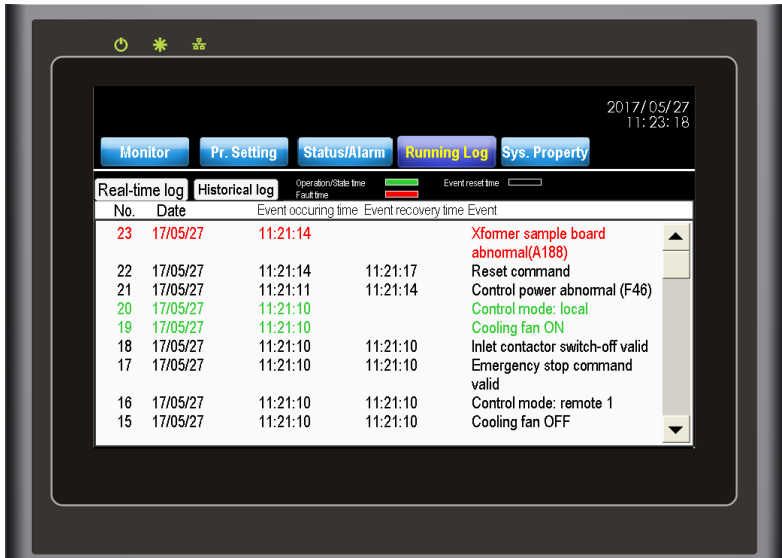 2017/05/27
11:23:18
Monitor Pr. Setting Status/Alarm Running Log Sys. Property
Real-time log Historical log Operation/State time Event reset time
Fault time
No. Date Event occuring time Event recovery time Event
23 17/05/27 11:21:14 Xformer sample board
abnormal(A188)
22 17/05/27 11:21:14 11:21:17 Reset command
21 17/05/27 11:21:11 11:21:14 Control power abnormal (F46)
20 17/05/27 11:21:10 Control mode: local
19 17/05/27 11:21:10 Cooling fan ON
18 17/05/27 11:21:10 11:21:10 Inlet contactor switch-off valid
17 17/05/27 11:21:10 11:21:10 Emergency stop command
valid
16 17/05/27 11:21:10 11:21:10 Control mode: remote 1
15 17/05/27 11:21:10 11:21:10 Cooling fan OFF